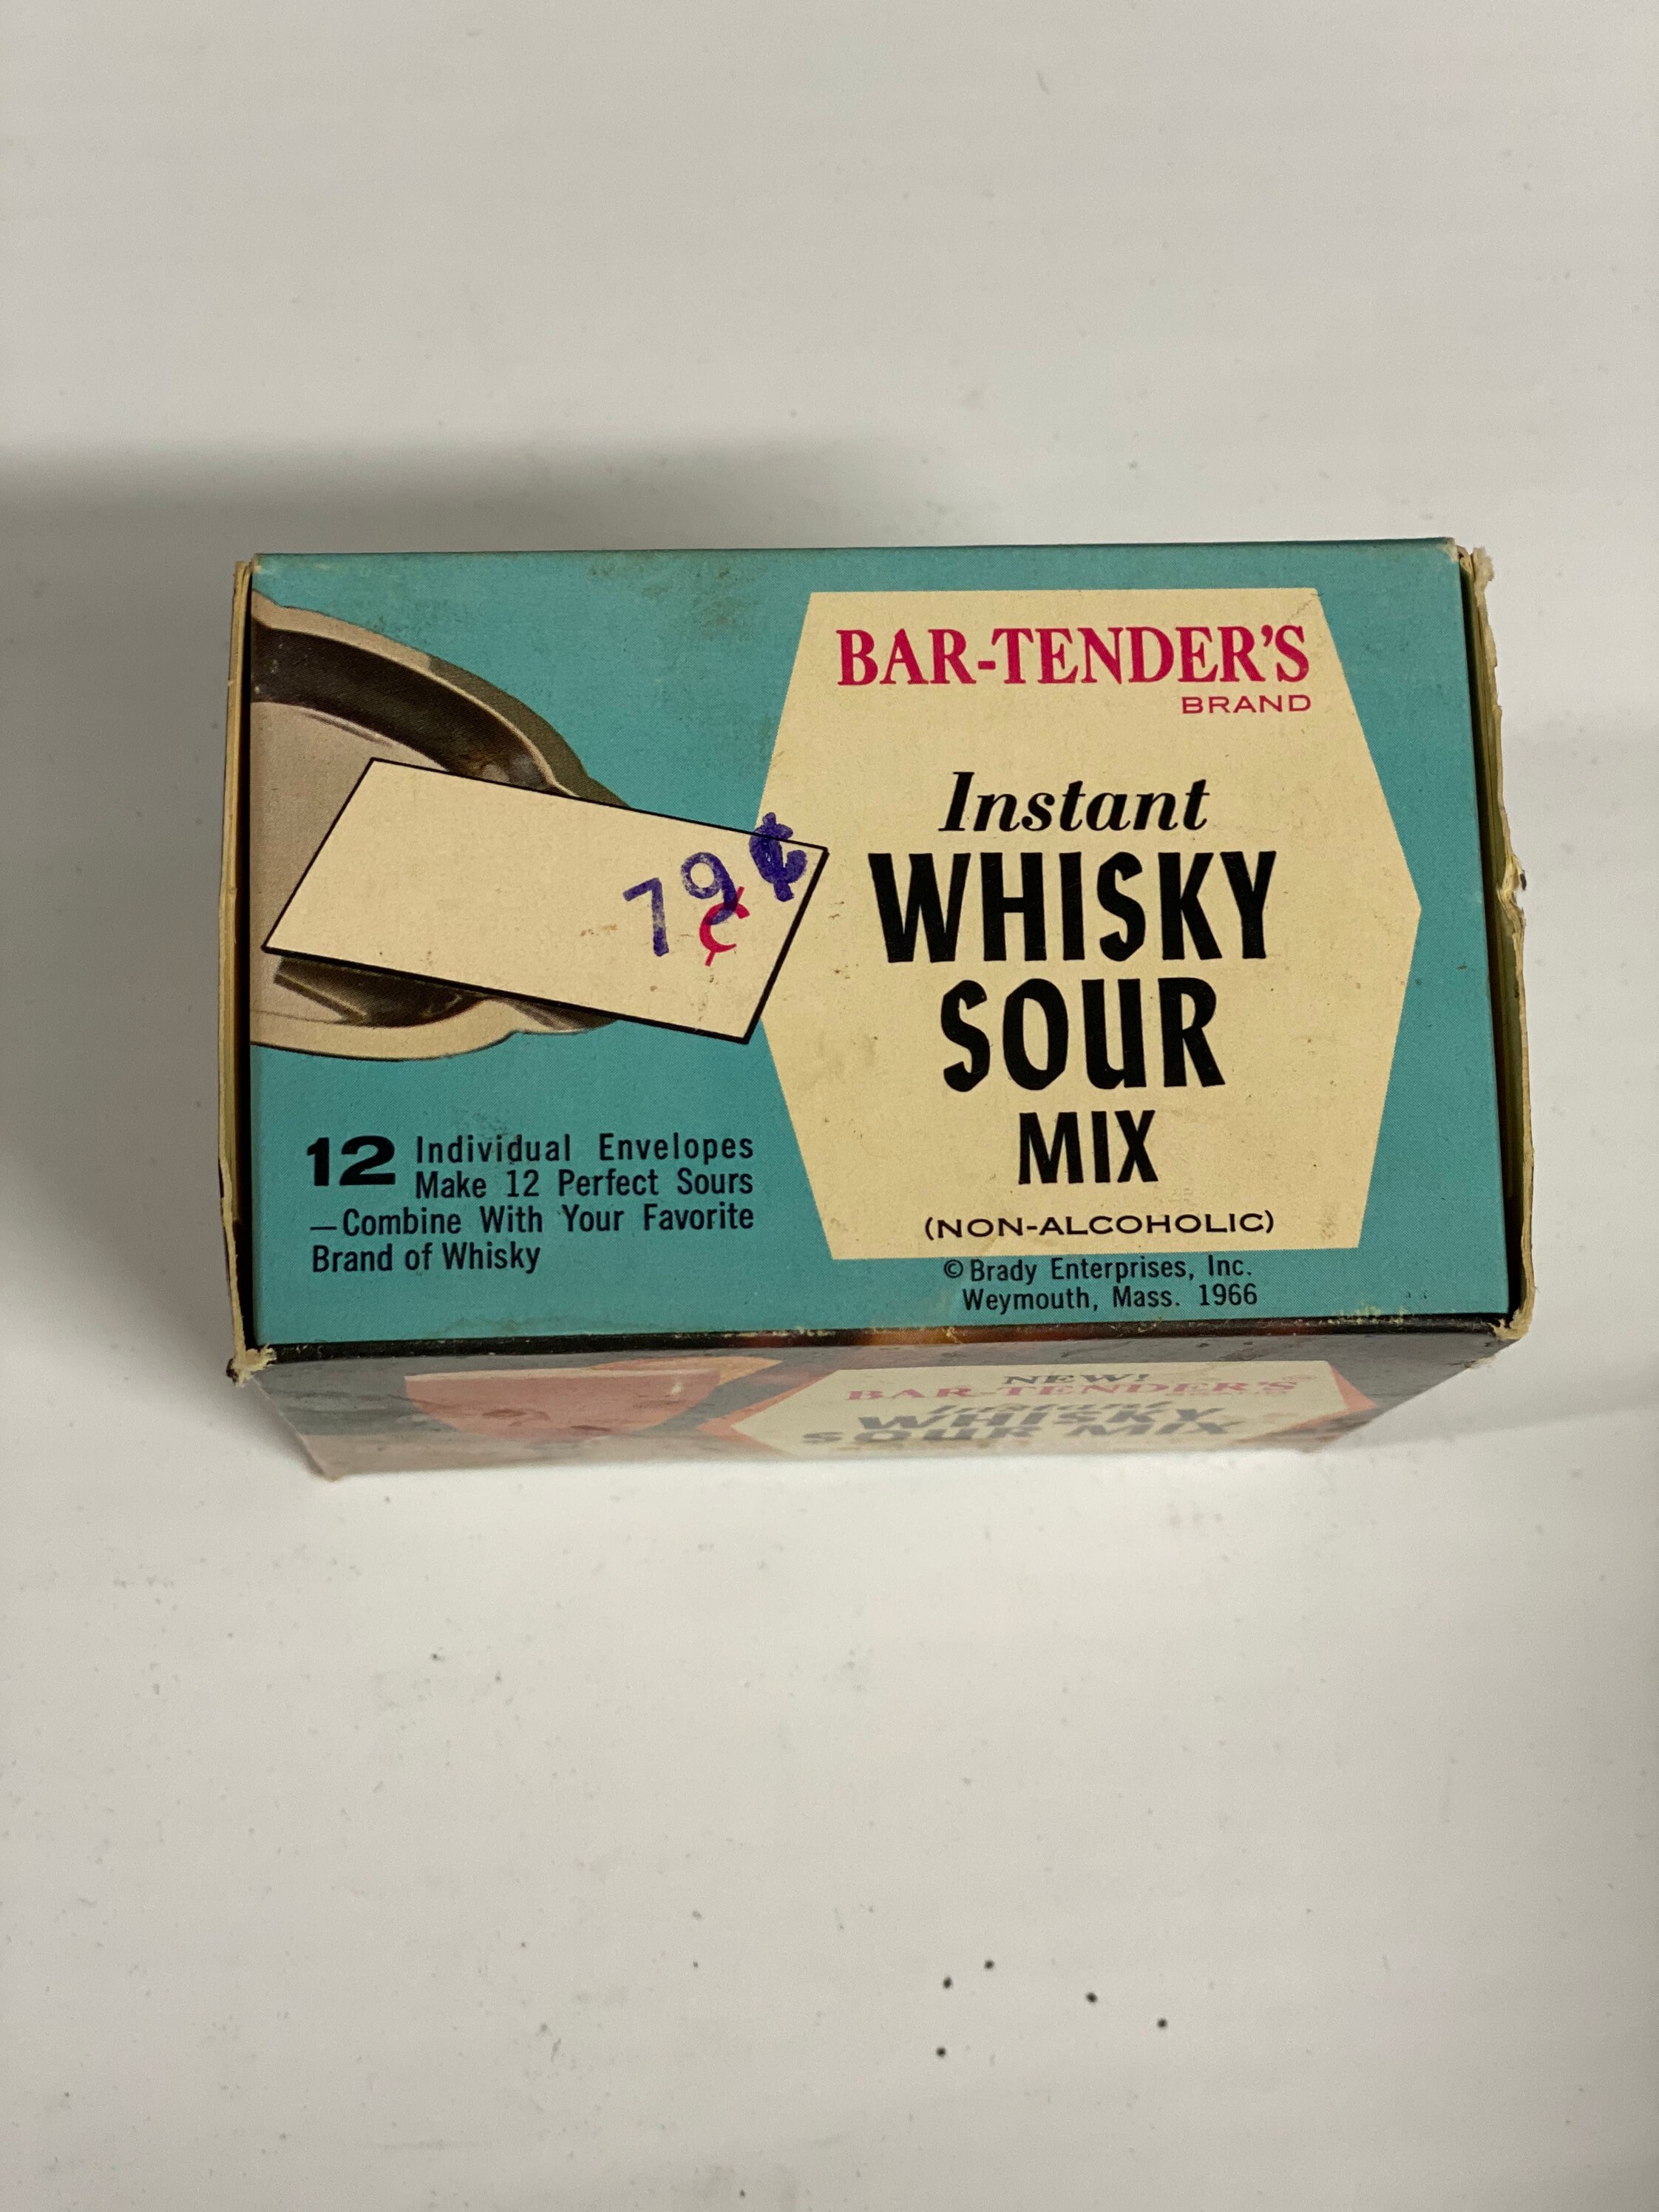 BAR-TENDER'S
BRAND
Instant
WHISKY
SOUR
MIX
(NON-ALCOHOLIC)
© Brady Enterprises, Inc.
Weymouth, Mass. 1966
79¢
¢
12 Individual Envelopes
Make 12 Perfect Sours
—Combine With Your Favorite
Brand of Whisky
NEW!
BAR-TENDER'S
Instant
WHISKY
SOUR MIX